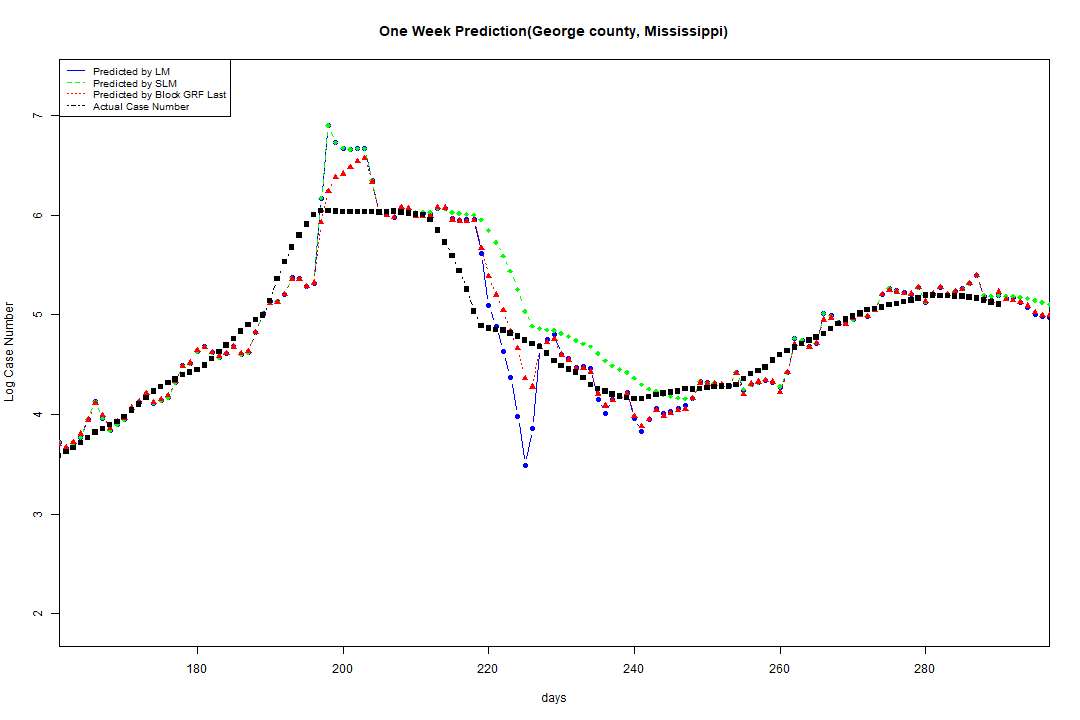 One Week Prediction(George county, Mississippi)
Predicted by LM
Predicted by SLM
Predicted by Block GRF Last
Actual Case Number
7
6
5
4
3
2
Log Case Number
180 200 220 240 260 280
days